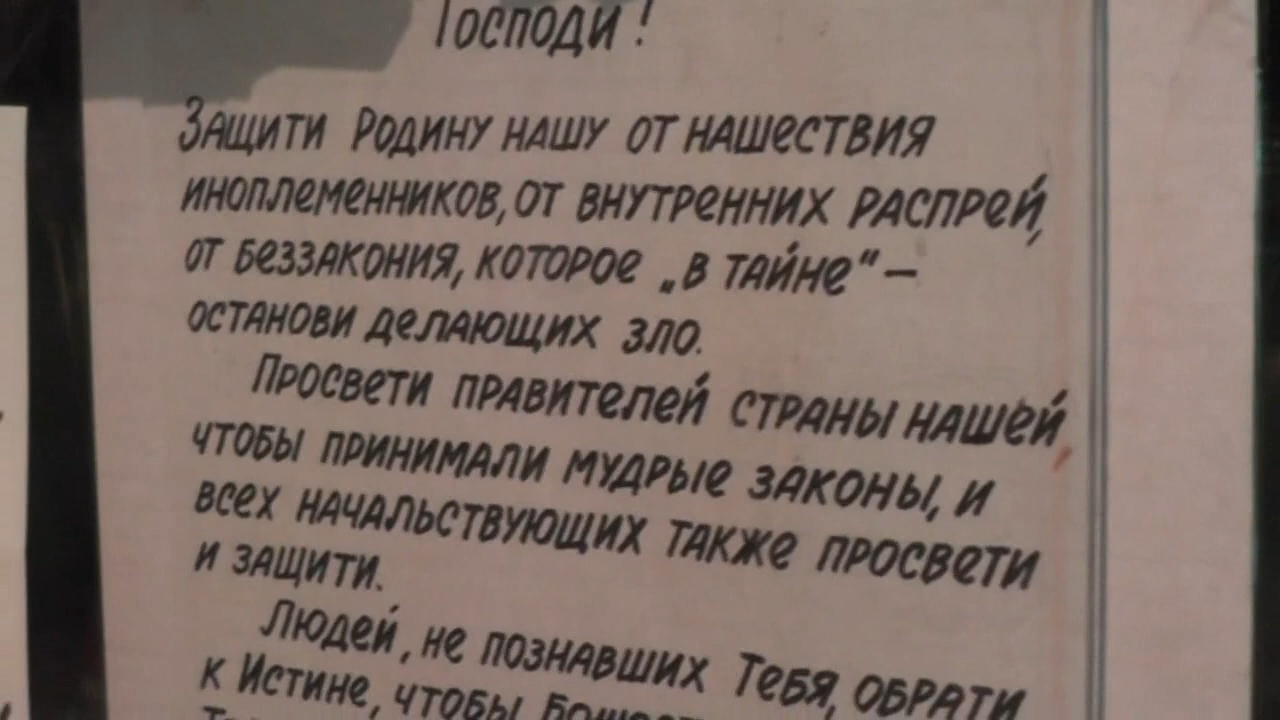 Господи!
Защити Родину нашу от нашествия
иноплеменников, от внутренних распрей,
от беззакония, которое „в тайне“ –
останови делающих зло.
Просвети правителей страны нашей,
чтобы принимали мудрые законы, и
всех начальствующих также просвети
и защити.
Людей, не познавших Тебя, обрати
к Истине, чтобы